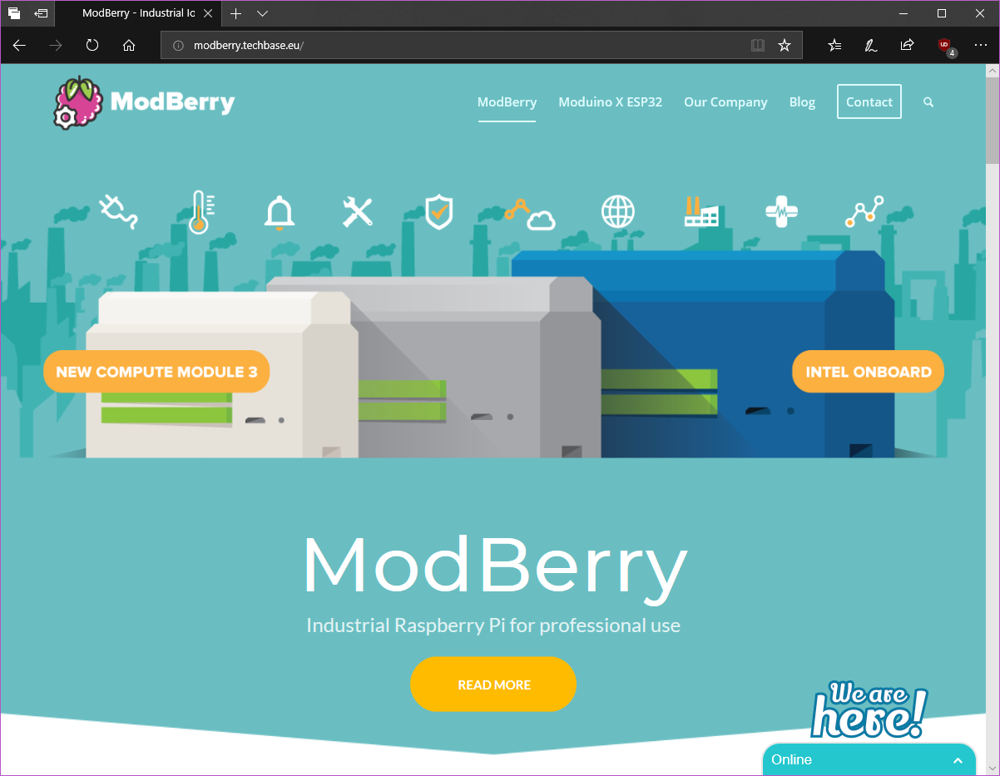 ModBerry - Industrial Io
modberry.techbase.eu/
UD
4
ModBerry
ModBerry
Moduino X ESP32
Our Company
Blog
Contact
NEW COMPUTE MODULE 3
INTEL ONBOARD
ModBerry
Industrial Raspberry Pi for professional use
READ MORE
We are
here!
Online